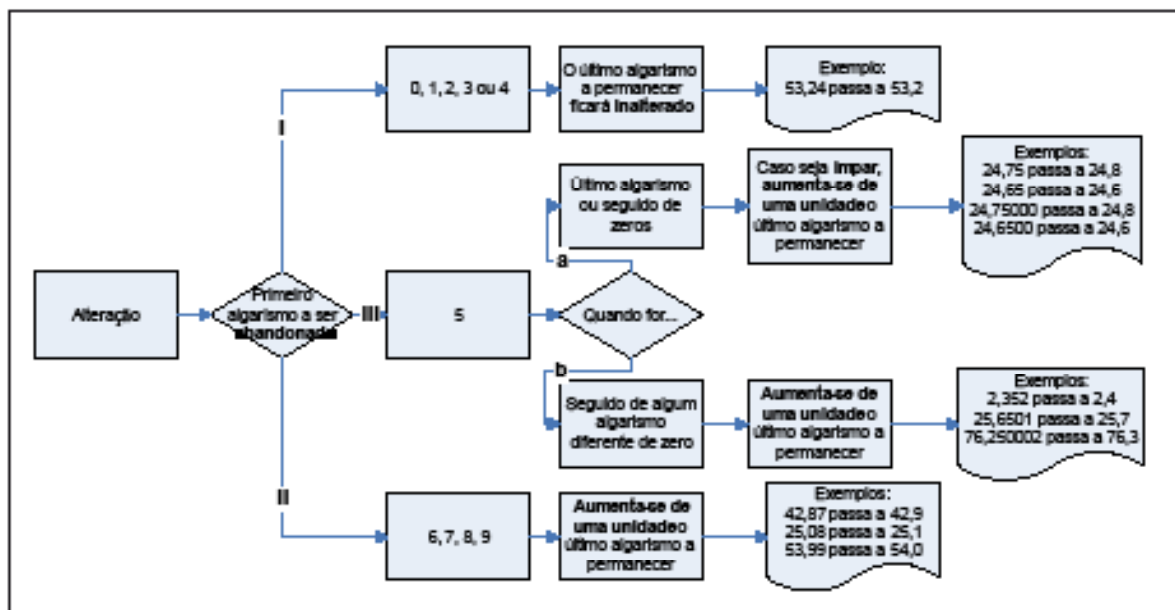 Alteração
Primeiro
algarismo a ser
abandonado
I
0, 1, 2, 3 ou 4
O último algarismo
a permanecer
ficará inalterado
Exemplo:
53,24 passa a 53,2
III
5
Quando for...
a
Último algarismo
ou seguido de
zeros
Caso seja ímpar,
aumenta-se de
uma unidade o
último algarismo a
permanecer
Exemplos:
24,75 passa a 24,8
24,65 passa a 24,6
24,75000 passa a 24,8
24,6500 passa a 24,6
b
Seguido de algum
algarismo
diferente de zero
Aumenta-se de
uma unidade o
último algarismo a
permanecer
Exemplos:
2,352 passa a 2,4
25,6501 passa a 25,7
76,250002 passa a 76,3
II
6, 7, 8, 9
Aumenta-se de
uma unidade o
último algarismo a
permanecer
Exemplos:
42,87 passa a 42,9
25,08 passa a 25,1
53,99 passa a 54,0